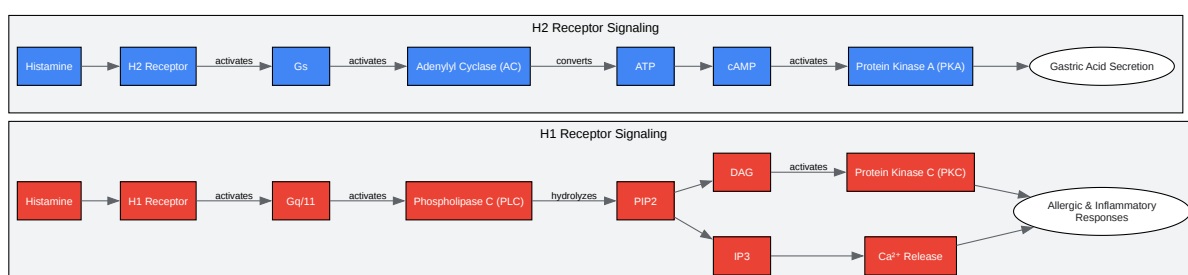 H2 Receptor Signaling
Histamine
H2 Receptor
activates
Gs
activates
Adenylyl Cyclase (AC)
converts
ATP
cAMP
activates
Protein Kinase A (PKA)
Gastric Acid Secretion
H1 Receptor Signaling
Histamine
H1 Receptor
activates
Gq/11
activates
Phospholipase C (PLC)
hydrolyzes
PIP2
DAG
activates
Protein Kinase C (PKC)
IP3
Ca²⁺ Release
Allergic & Inflammatory
Responses